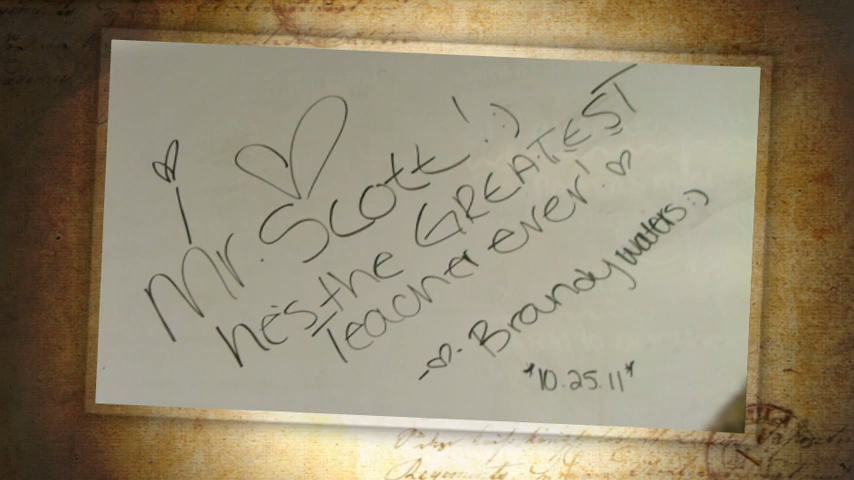 i ♡
Mr. Scott! :)
he's the GREATEST
Teacher ever! ♡
-♡- Brandy waters :)
*10.25.11*